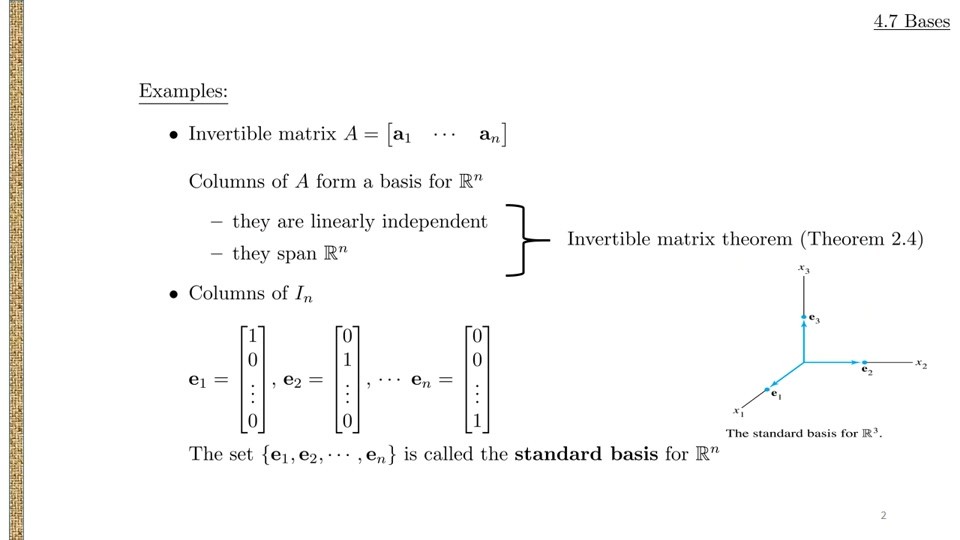 4.7 Bases
Examples:
• Invertible matrix A = [a₁ ⋯ aₙ]
Columns of A form a basis for ℝⁿ
– they are linearly independent
– they span ℝⁿ
Invertible matrix theorem (Theorem 2.4)
• Columns of Iₙ
e₁ = [1 0 ⋮ 0], e₂ = [0 1 ⋮ 0], ⋯ eₙ = [0 0 ⋮ 1]
The set {e₁, e₂, ⋯ , eₙ} is called the standard basis for ℝⁿ
x₃
e₃
x₂
e₂
e₁
x₁
The standard basis for ℝ³.
2